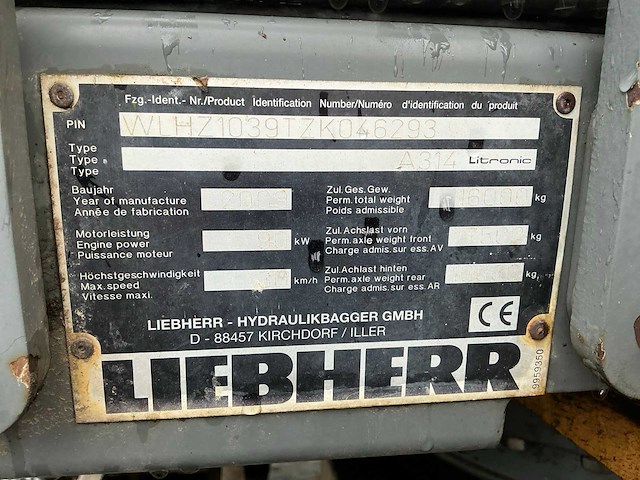 Fzg.-Ident.- Nr./Product Identification Number/Numéro d'identification du produit
PIN WLHZ1039TZK046293
Type
Type A314 Litronic
Type
Baujahr Zul.Ges.Gew.
Year of manufacture Perm.total weight kg
Année de fabrication Poids admissible
Motorleistung Zul.Achslast vorn
Engine power kW Perm.axle weight front kg
Puissance moteur Charge admis.sur ess.AV
Höchstgeschwindigkeit Zul.Achlast hinten
Max.speed km/h Perm.axle weight rear kg
Vitesse maxi. Charge admis.sur ess.AR
LIEBHERR - HYDRAULIKBAGGER GMBH
D - 88457 KIRCHDORF / ILLER
CE
LIEBHERR
9959350